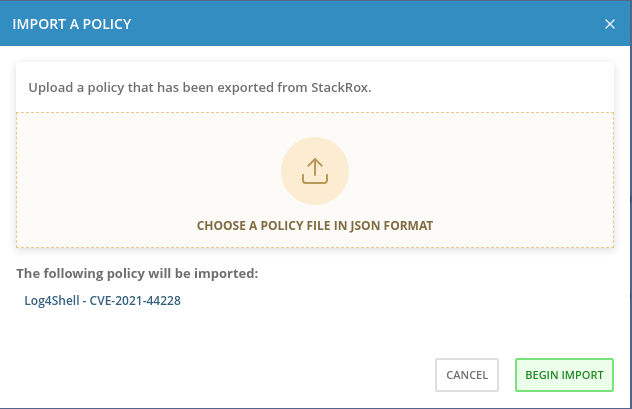 IMPORT A POLICY
Upload a policy that has been exported from StackRox.
CHOOSE A POLICY FILE IN JSON FORMAT
The following policy will be imported:
Log4Shell - CVE-2021-44228
CANCEL
BEGIN IMPORT